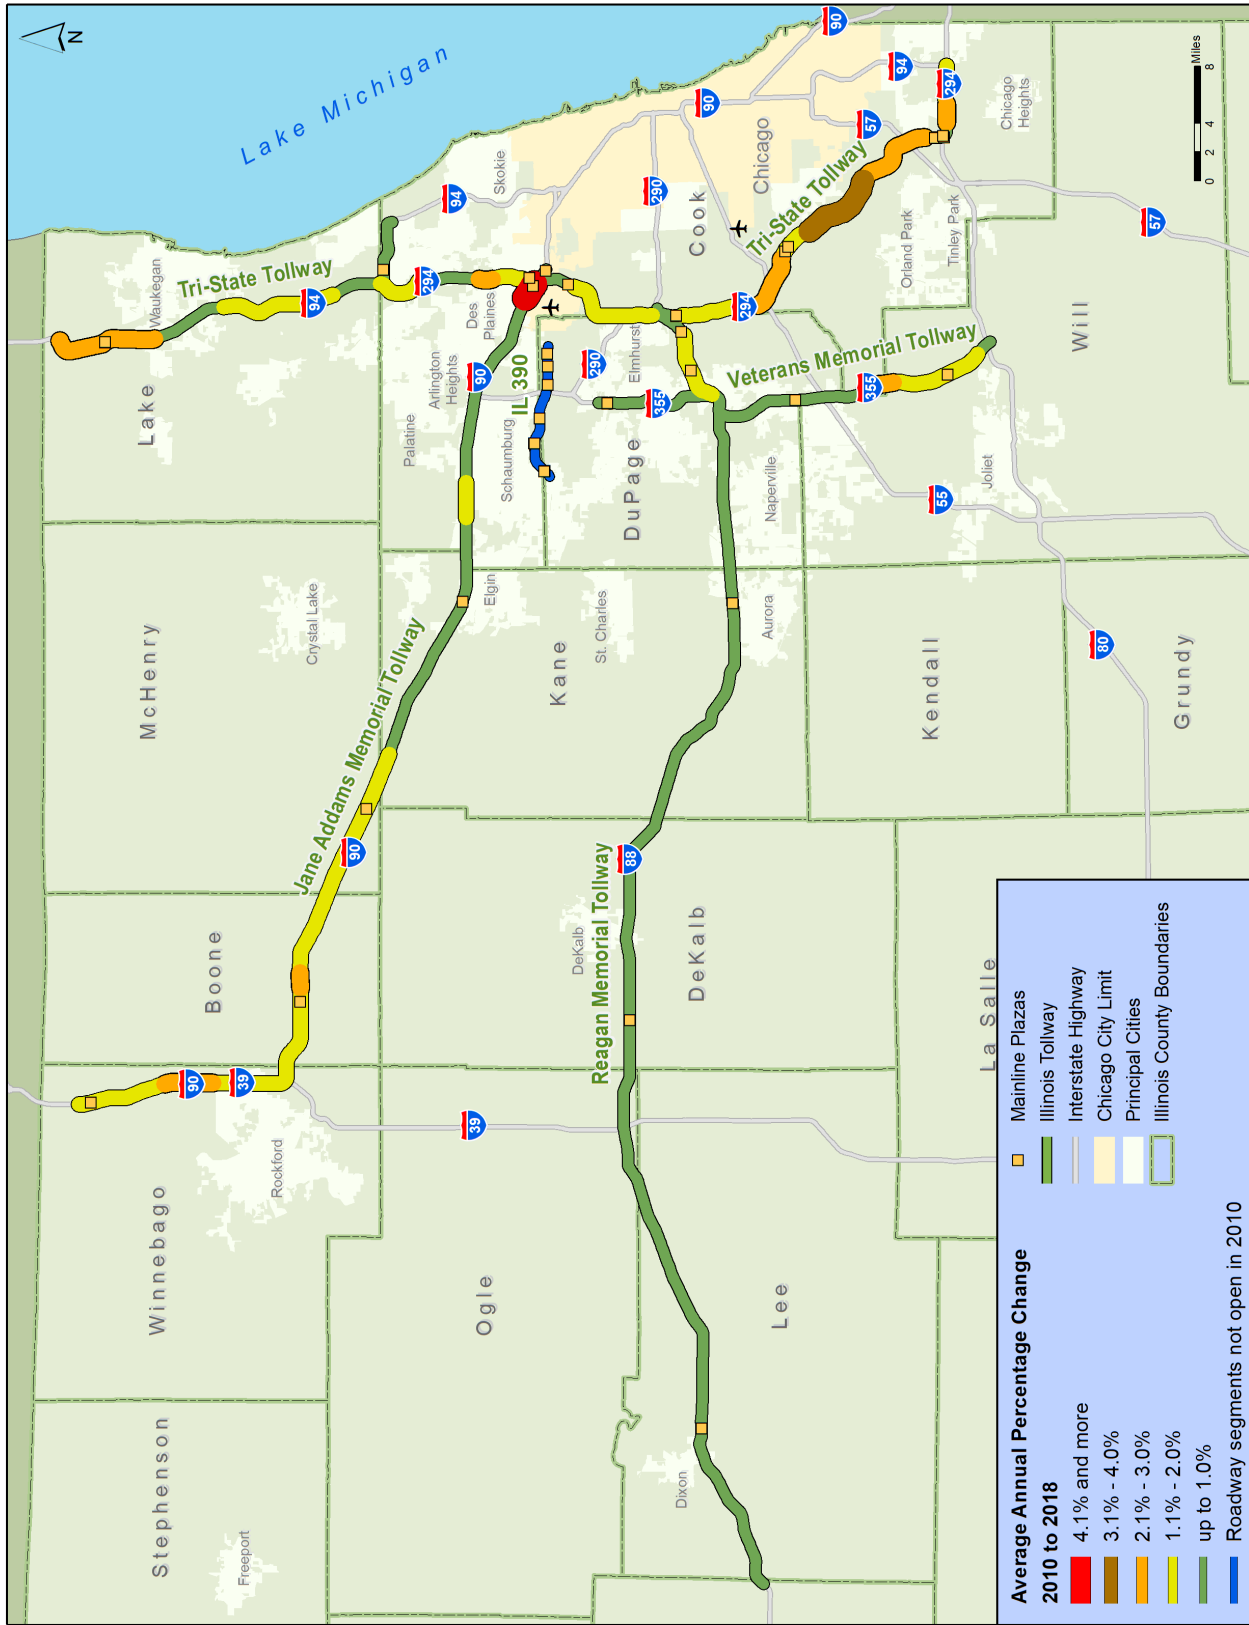 N
Lake Michigan
Stephenson
Winnebago
Boone
McHenry
Lake
Waukegan
Tri-State Tollway
94
Freeport
Rockford
90
39
Crystal Lake
Jane Addams Memorial Tollway
90
Palatine
Arlington
Heights
90
294
94
Skokie
Des
Plaines
Ogle
39
Elgin
Schaumburg
IL 390
Kane
St. Charles
DeKalb
Reagan Memorial Tollway
88
DuPage
290
Elmhurst
355
290
Cook
90
90
Chicago
Dixon
Lee
DeKalb
Aurora
Naperville
Veterans Memorial Tollway
294
Tri-State Tollway
57
94
294
355
Orland Park
Tinley Park
Chicago
Heights
Kendall
55
Joliet
Will
La Salle
80
57
Grundy
Miles
0
2
4
8
Average Annual Percentage Change
2010 to 2018
4.1% and more
3.1% - 4.0%
2.1% - 3.0%
1.1% - 2.0%
up to 1.0%
Roadway segments not open in 2010
Mainline Plazas
Illinois Tollway
Interstate Highway
Chicago City Limit
Principal Cities
Illinois County Boundaries